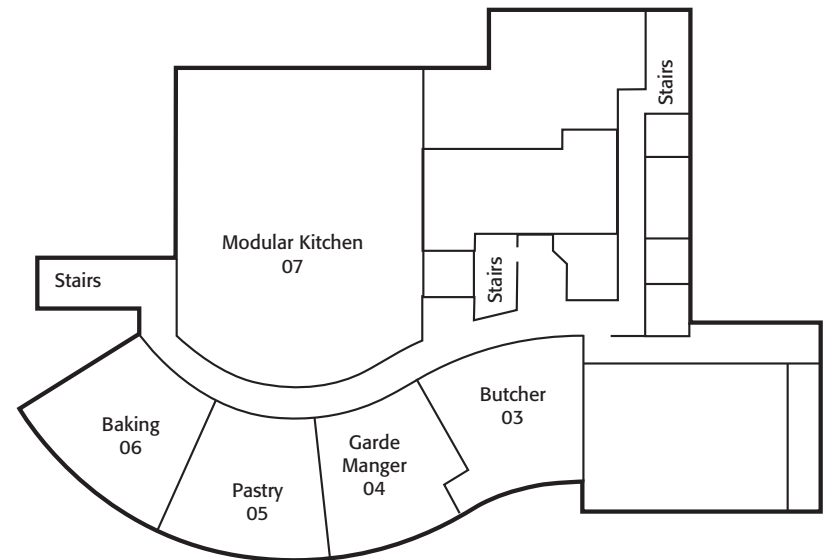 Stairs
Modular Kitchen
07
Stairs
Stairs
Baking
06
Pastry
05
Garde
Manger
04
Butcher
03